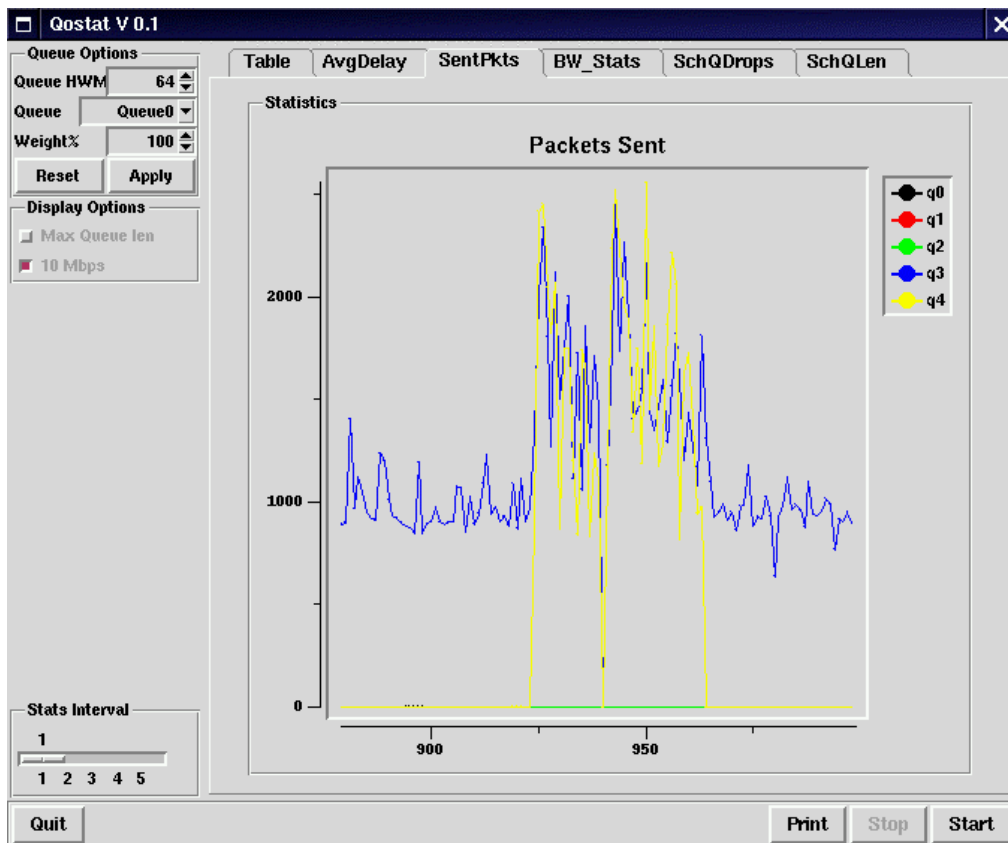 Qostat V 0.1
Queue Options
Queue HWM 64
Queue Queue0
Weight% 100
Reset Apply
Display Options
Max Queue len
10 Mbps
Stats Interval
1
1 2 3 4 5
Table AvgDelay SentPkts BW_Stats SchQDrops SchQLen
Statistics
Packets Sent
2000
1000
0
900 950
q0
q1
q2
q3
q4
Quit Print Stop Start